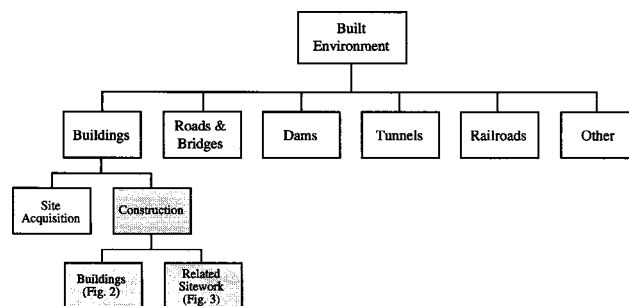 Built
Environment
Buildings
Roads &
Bridges
Dams
Tunnels
Railroads
Other
Site
Acquisition
Construction
Buildings
(Fig. 2)
Related
Sitework
(Fig. 3)